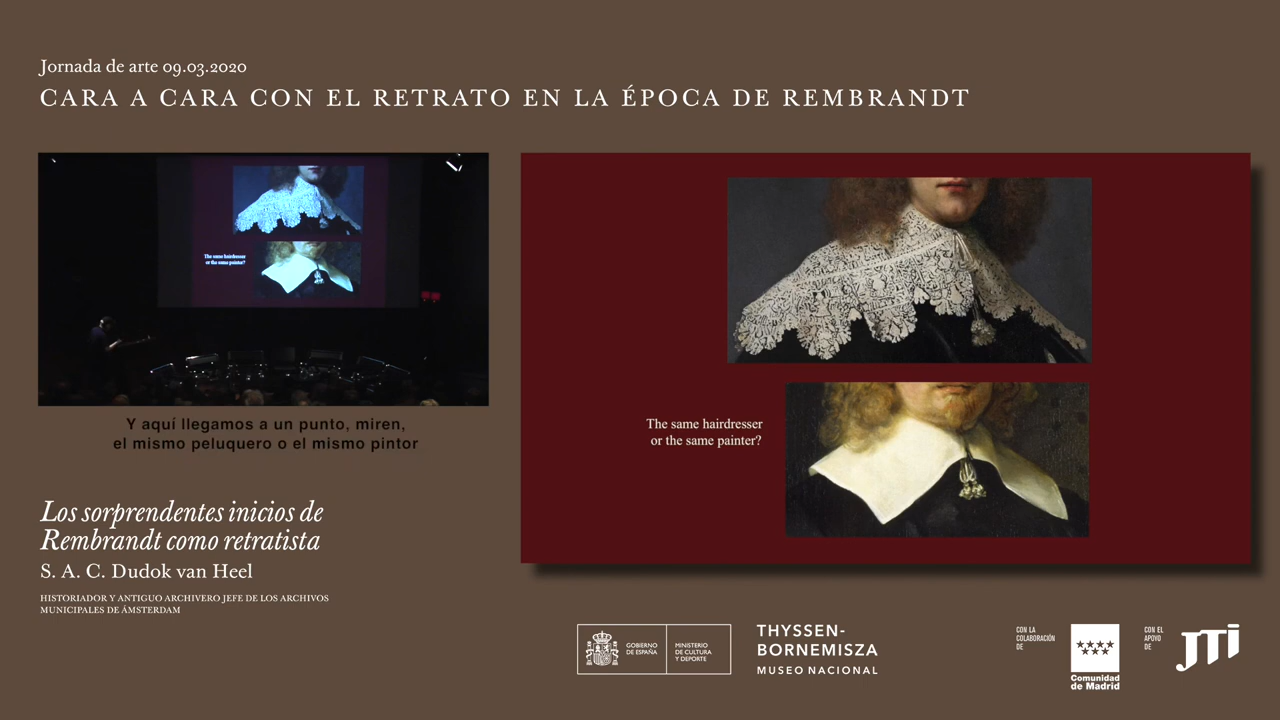 Jornada de arte 09.03.2020
CARA A CARA CON EL RETRATO EN LA ÉPOCA DE REMBRANDT
The same hairdresser
or the same painter?
Y aquí llegamos a un punto, miren,
el mismo peluquero o el mismo pintor
The same hairdresser
or the same painter?
Los sorprendentes inicios de
Rembrandt como retratista
S. A. C. Dudok van Heel
HISTORIADOR Y ANTIGUO ARCHIVERO JEFE DE LOS ARCHIVOS
MUNICIPALES DE ÁMSTERDAM
GOBIERNO
DE ESPAÑA
MINISTERIO
DE CULTURA
Y DEPORTE
THYSSEN-
BORNEMISZA
MUSEO NACIONAL
CON LA
COLABORACIÓN
DE
Comunidad
de Madrid
CON EL
APOYO
DE
JTi